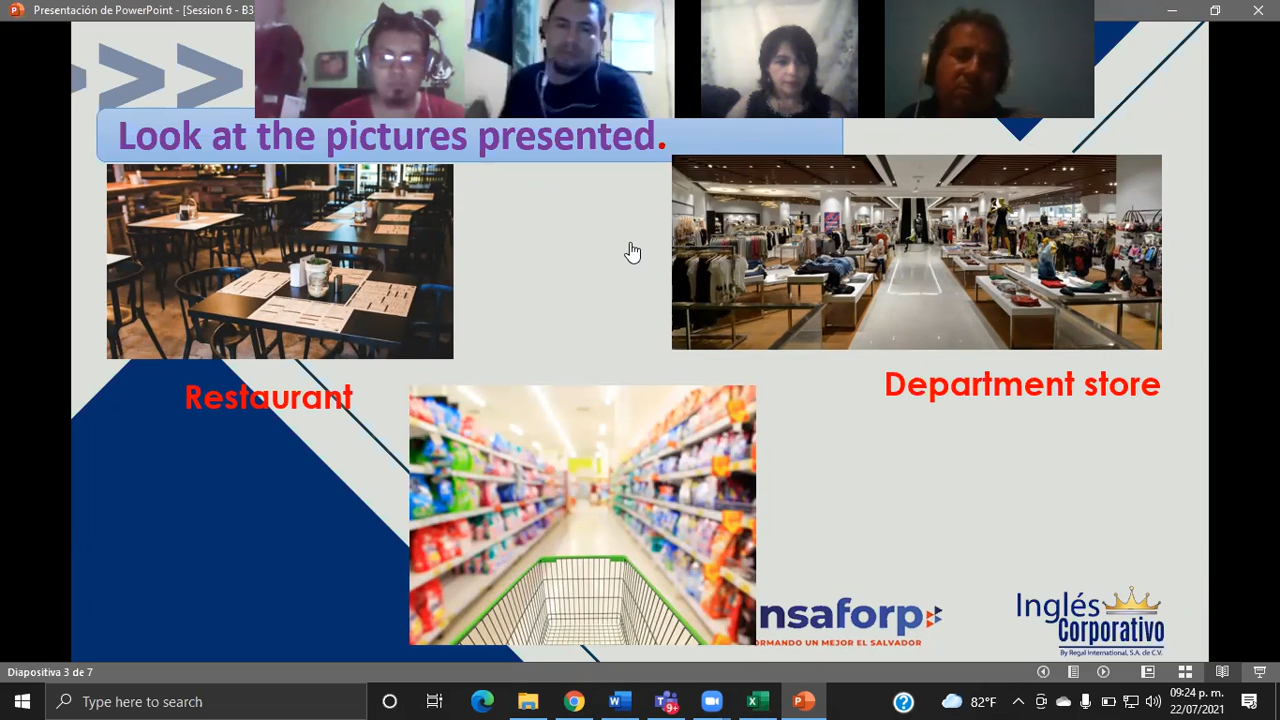 Presentación de PowerPoint - [Session 6 - B3
Look at the pictures presented.
Restaurant
Department store
nsaforp
ORMANDO UN MEJOR EL SALVADOR
Inglés
Corporativo
By Regal International, S.A. de C.V.
Diapositiva 3 de 7
Type here to search
9+
82°F
09:24 p. m.
22/07/2021